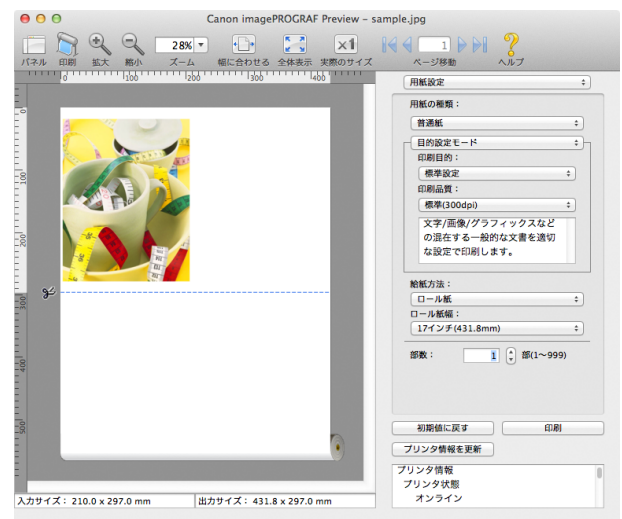 Canon imagePROGRAF Preview – sample.jpg
28%
1
パネル 印刷 拡大 縮小 ズーム 幅に合わせる 全体表示 実際のサイズ ページ移動 ヘルプ
0 100 200 300 400
0
100
200
300
400
500
用紙設定
用紙の種類：
普通紙
目的設定モード
印刷目的：
標準設定
印刷品質：
標準(300dpi)
文字/画像/グラフィックスなど
の混在する一般的な文書を適切
な設定で印刷します。
給紙方法：
ロール紙
ロール紙幅：
17インチ(431.8mm)
部数： 1 部(1〜999)
初期値に戻す 印刷
プリンタ情報を更新
プリンタ情報
プリンタ状態
オンライン
入力サイズ： 210.0 x 297.0 mm 出力サイズ： 431.8 x 297.0 mm